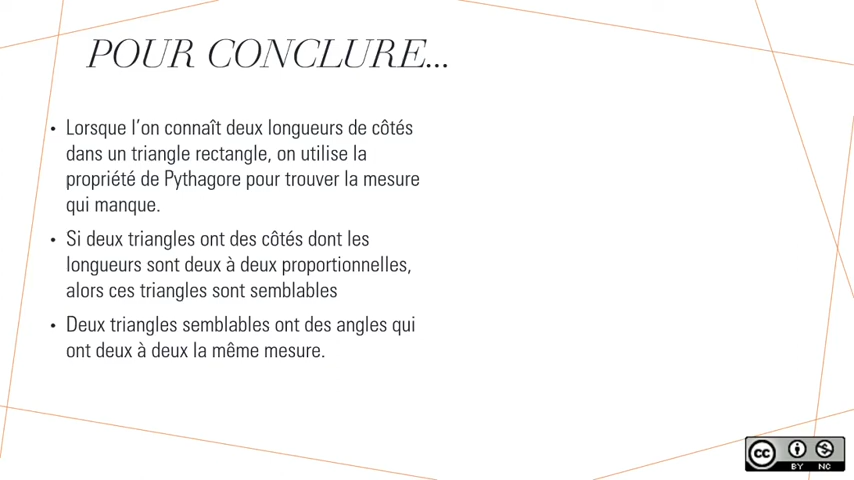 POUR CONCLURE...
• Lorsque l'on connaît deux longueurs de côtés
dans un triangle rectangle, on utilise la
propriété de Pythagore pour trouver la mesure
qui manque.
• Si deux triangles ont des côtés dont les
longueurs sont deux à deux proportionnelles,
alors ces triangles sont semblables
• Deux triangles semblables ont des angles qui
ont deux à deux la même mesure.
cc
BY NC